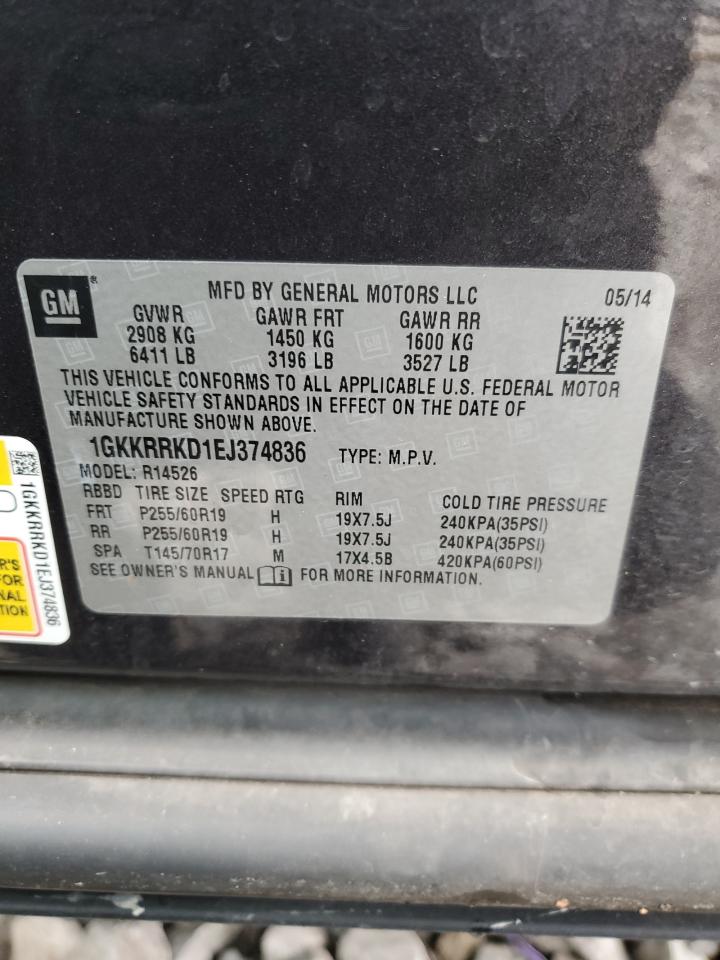 GM®
MFD BY GENERAL MOTORS LLC 05/14
GVWR GAWR FRT GAWR RR
2908 KG 1450 KG 1600 KG
6411 LB 3196 LB 3527 LB
THIS VEHICLE CONFORMS TO ALL APPLICABLE U.S. FEDERAL MOTOR
VEHICLE SAFETY STANDARDS IN EFFECT ON THE DATE OF
MANUFACTURE SHOWN ABOVE.
1GKKRRKD1EJ374836 TYPE: M.P.V.
MODEL: R14526
RBBD TIRE SIZE SPEED RTG RIM COLD TIRE PRESSURE
FRT P255/60R19 H 19X7.5J 240KPA(35PSI)
RR P255/60R19 H 19X7.5J 240KPA(35PSI)
SPA T145/70R17 M 17X4.5B 420KPA(60PSI)
SEE OWNER'S MANUAL FOR MORE INFORMATION.
1GKKRRKD1EJ374836
R'S
FOR
NAL
TION